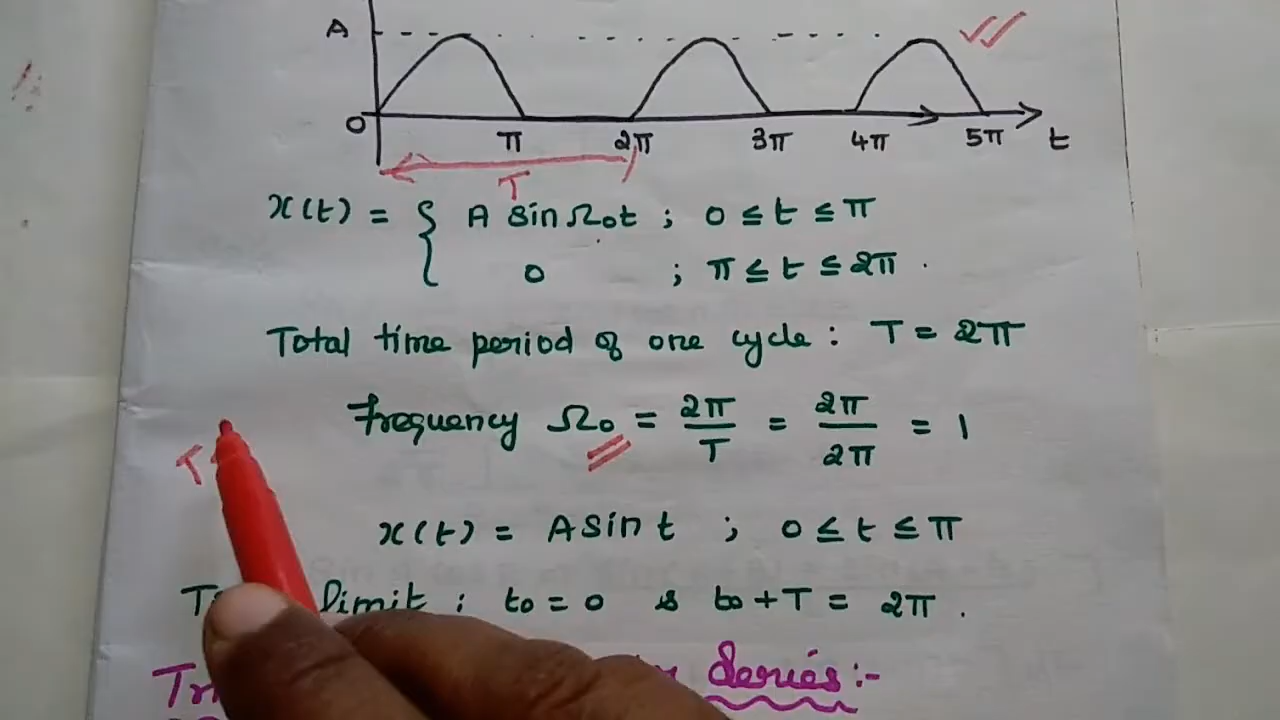 A
0 π 2π 3π 4π 5π t
T
x(t) = { A sin Ω₀t ; 0 ≤ t ≤ π
0 ; π ≤ t ≤ 2π .
Total time period of one cycle : T = 2π
Frequency Ω₀ = 2π/T = 2π/2π = 1
T
x(t) = A sin t ; 0 ≤ t ≤ π
limit : t₀ = 0 & t₀ + T = 2π .
Series :-